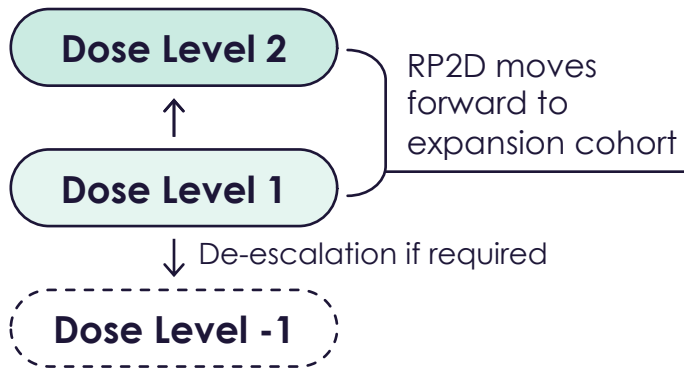 Dose Level 2
RP2D moves
forward to
expansion cohort
Dose Level 1
De-escalation if required
Dose Level -1